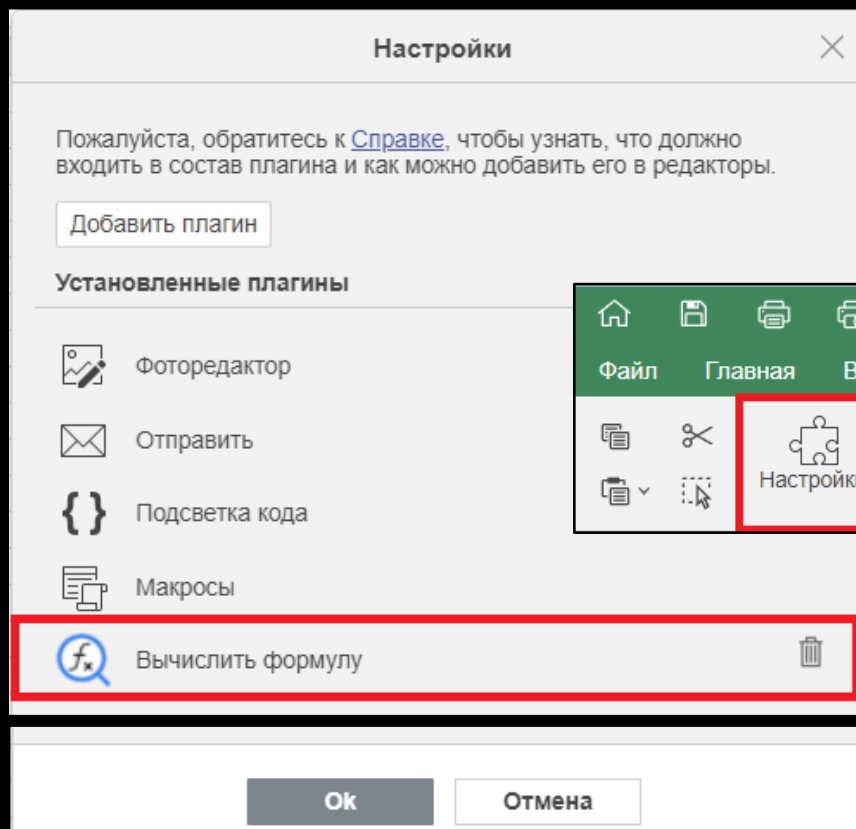 Настройки
Пожалуйста, обратитесь к Справке, чтобы узнать, что должно
входить в состав плагина и как можно добавить его в редакторы.
Добавить плагин
Установленные плагины
Фоторедактор
Отправить
Подсветка кода
Макросы
Вычислить формулу
Файл Главная В
Настройки
Ok Отмена